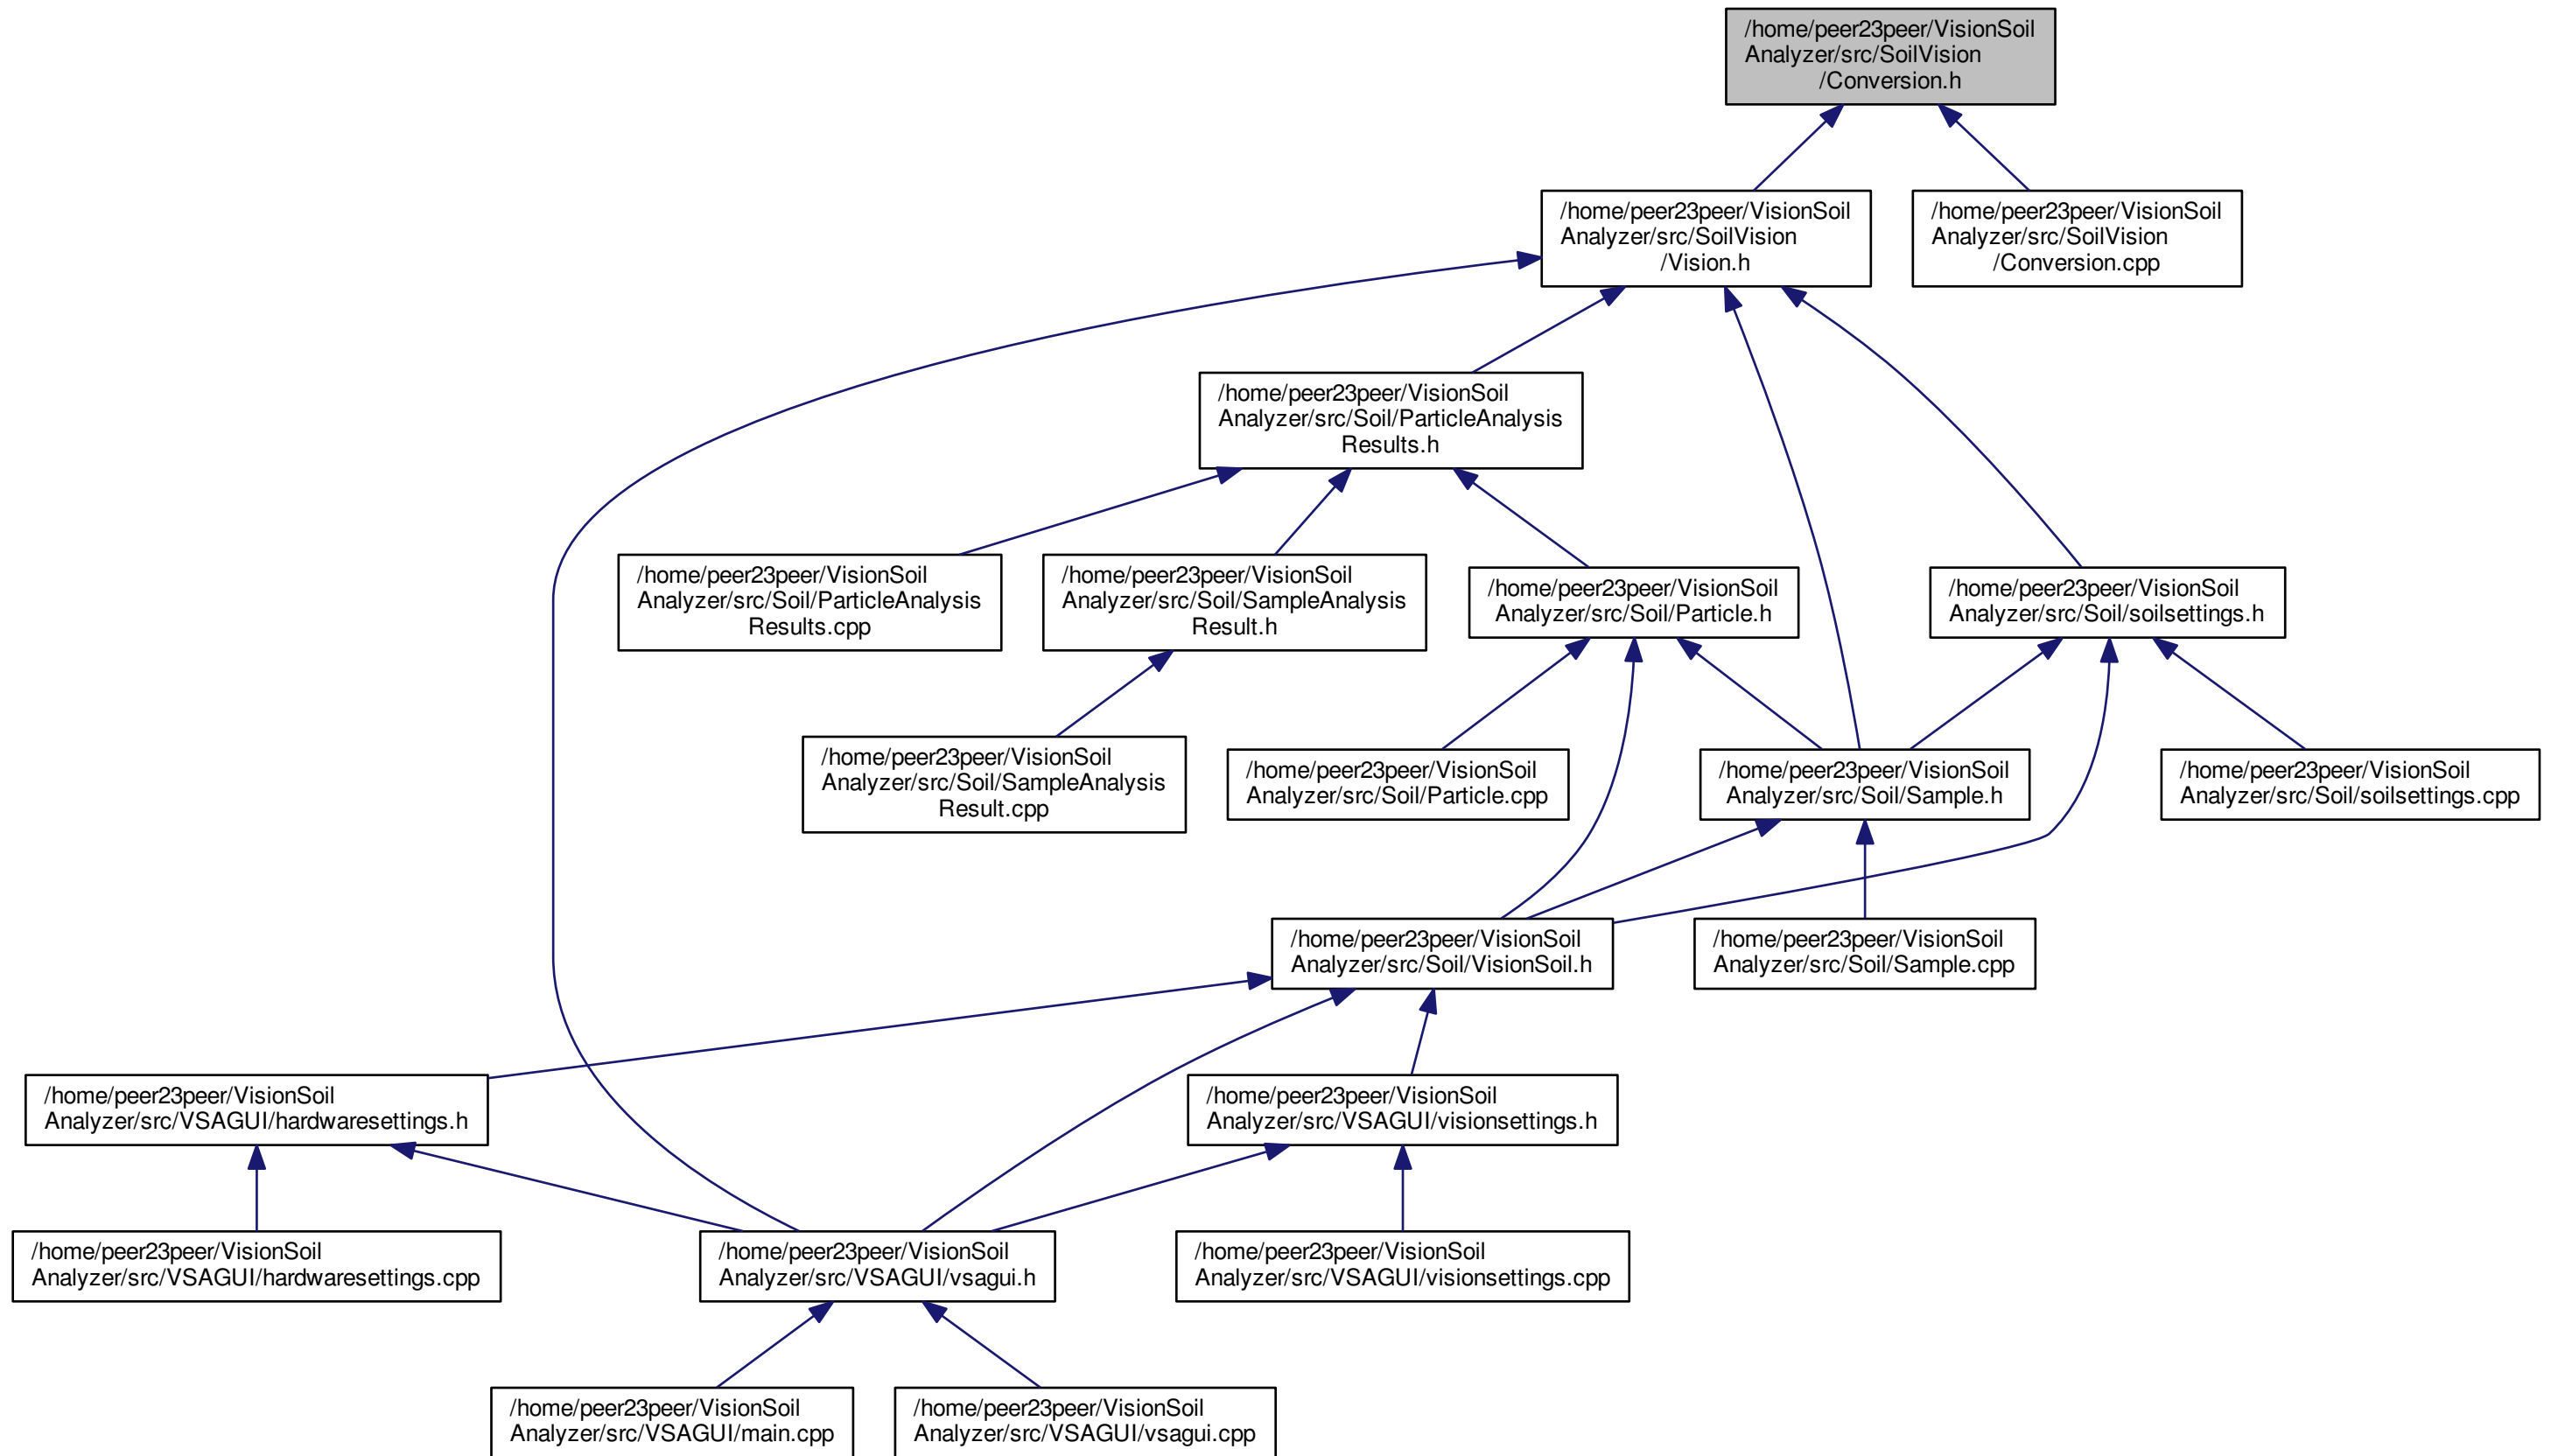 /home/peer23peer/VisionSoil
Analyzer/src/SoilVision
/Conversion.h
/home/peer23peer/VisionSoil
Analyzer/src/SoilVision
/Vision.h
/home/peer23peer/VisionSoil
Analyzer/src/SoilVision
/Conversion.cpp
/home/peer23peer/VisionSoil
Analyzer/src/Soil/ParticleAnalysis
Results.h
/home/peer23peer/VisionSoil
Analyzer/src/Soil/ParticleAnalysis
Results.cpp
/home/peer23peer/VisionSoil
Analyzer/src/Soil/SampleAnalysis
Result.h
/home/peer23peer/VisionSoil
Analyzer/src/Soil/Particle.h
/home/peer23peer/VisionSoil
Analyzer/src/Soil/soilsettings.h
/home/peer23peer/VisionSoil
Analyzer/src/Soil/SampleAnalysis
Result.cpp
/home/peer23peer/VisionSoil
Analyzer/src/Soil/Particle.cpp
/home/peer23peer/VisionSoil
Analyzer/src/Soil/Sample.h
/home/peer23peer/VisionSoil
Analyzer/src/Soil/soilsettings.cpp
/home/peer23peer/VisionSoil
Analyzer/src/Soil/VisionSoil.h
/home/peer23peer/VisionSoil
Analyzer/src/Soil/Sample.cpp
/home/peer23peer/VisionSoil
Analyzer/src/VSAGUI/hardwaresettings.h
/home/peer23peer/VisionSoil
Analyzer/src/VSAGUI/visionsettings.h
/home/peer23peer/VisionSoil
Analyzer/src/VSAGUI/hardwaresettings.cpp
/home/peer23peer/VisionSoil
Analyzer/src/VSAGUI/vsagui.h
/home/peer23peer/VisionSoil
Analyzer/src/VSAGUI/visionsettings.cpp
/home/peer23peer/VisionSoil
Analyzer/src/VSAGUI/main.cpp
/home/peer23peer/VisionSoil
Analyzer/src/VSAGUI/vsagui.cpp